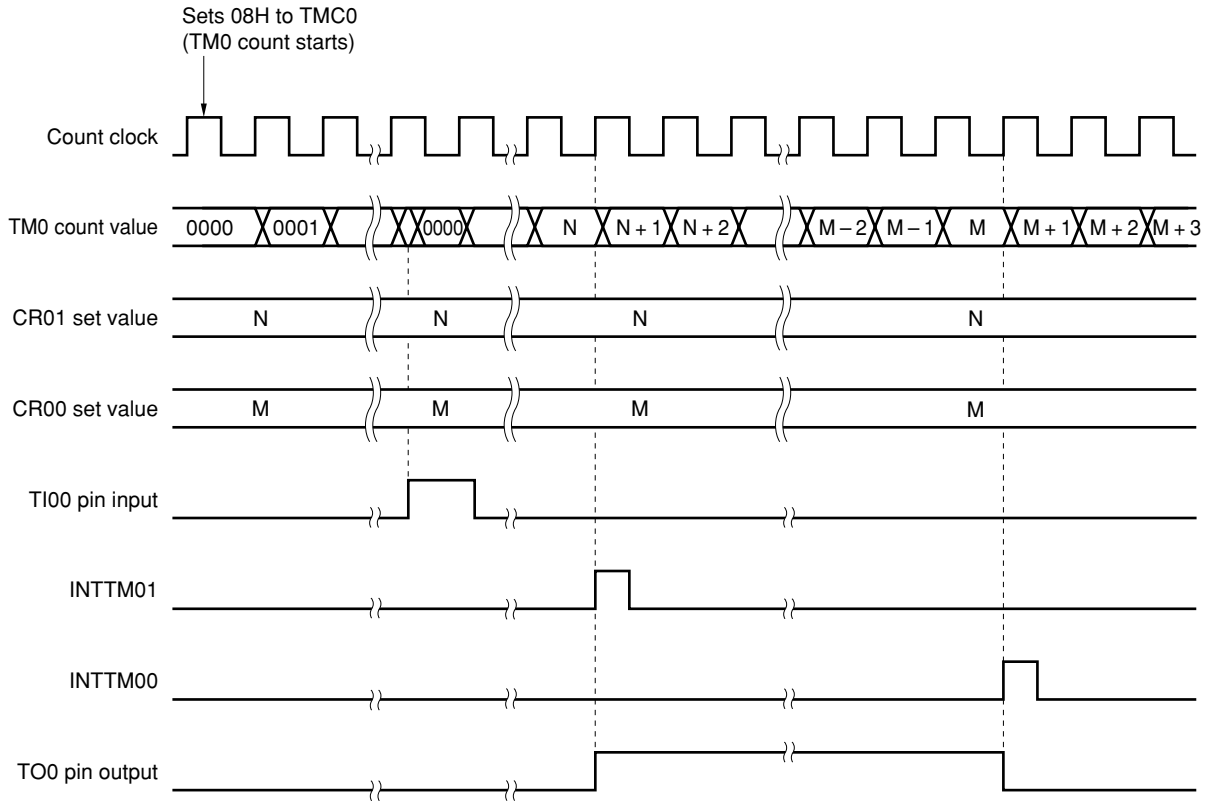 Sets 08H to TMC0
(TM0 count starts)
Count clock
TM0 count value 0000 0001 0000 N N + 1 N + 2 M – 2 M – 1 M M + 1 M + 2 M + 3
CR01 set value N N N N
CR00 set value M M M M
TI00 pin input
INTTM01
INTTM00
TO0 pin output